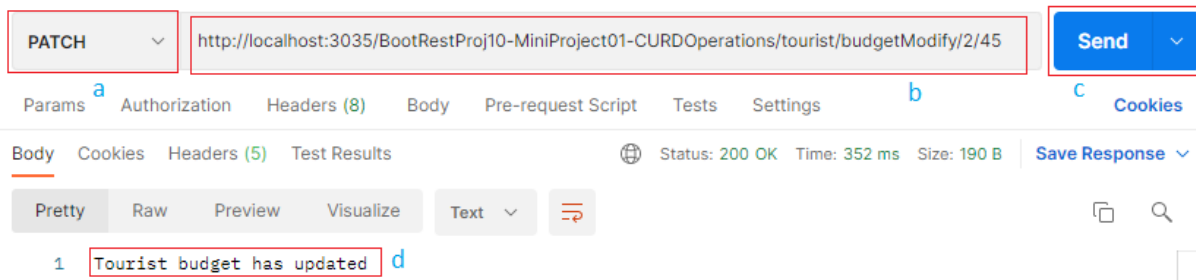 PATCH http://localhost:3035/BootRestProj10-MiniProject01-CURDOperations/tourist/budgetModify/2/45 Send
a b c
Params Authorization Headers (8) Body Pre-request Script Tests Settings Cookies
Body Cookies Headers (5) Test Results Status: 200 OK Time: 352 ms Size: 190 B Save Response
Pretty Raw Preview Visualize Text
1 Tourist budget has updated d